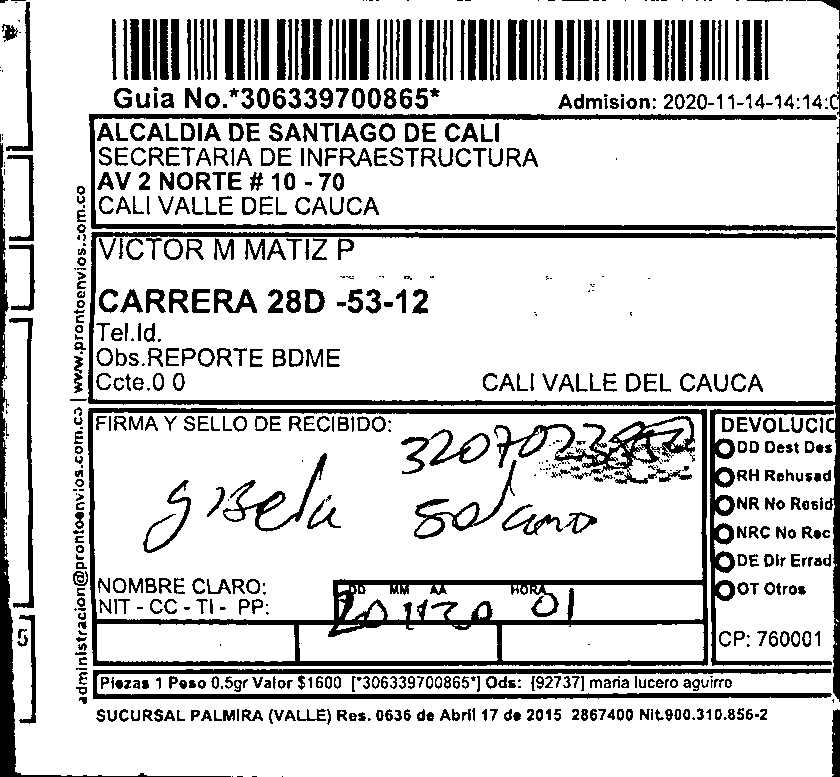 Guia No.*306339700865*
Admision: 2020-11-14-14:14:0
ALCALDIA DE SANTIAGO DE CALI
SECRETARIA DE INFRAESTRUCTURA
AV 2 NORTE # 10 - 70
CALI VALLE DEL CAUCA
VICTOR M MATIZ P
CARRERA 28D -53-12
Tel.Id.
Obs.REPORTE BDME
Ccte.0 0
CALI VALLE DEL CAUCA
www.prontoenvios.com.co
administracion@prontoenvios.com.co
FIRMA Y SELLO DE RECIBIDO:
Gisela Solano
NOMBRE CLARO:
NIT - CC - TI - PP:
DD MM AA HORA
20 11 20 01
DEVOLUCIO
DD Dest Des
RH Rehusad
NR No Resid
NRC No Rec
DE Dir Errad
OT Otros
CP: 760001
5
Piezas 1 Peso 0.5gr Valor $1600 [*306339700865*] Ods: [92737] maria lucero aguirre
SUCURSAL PALMIRA (VALLE) Res. 0636 de Abril 17 de 2015 2867400 Nit.900.310.856-2